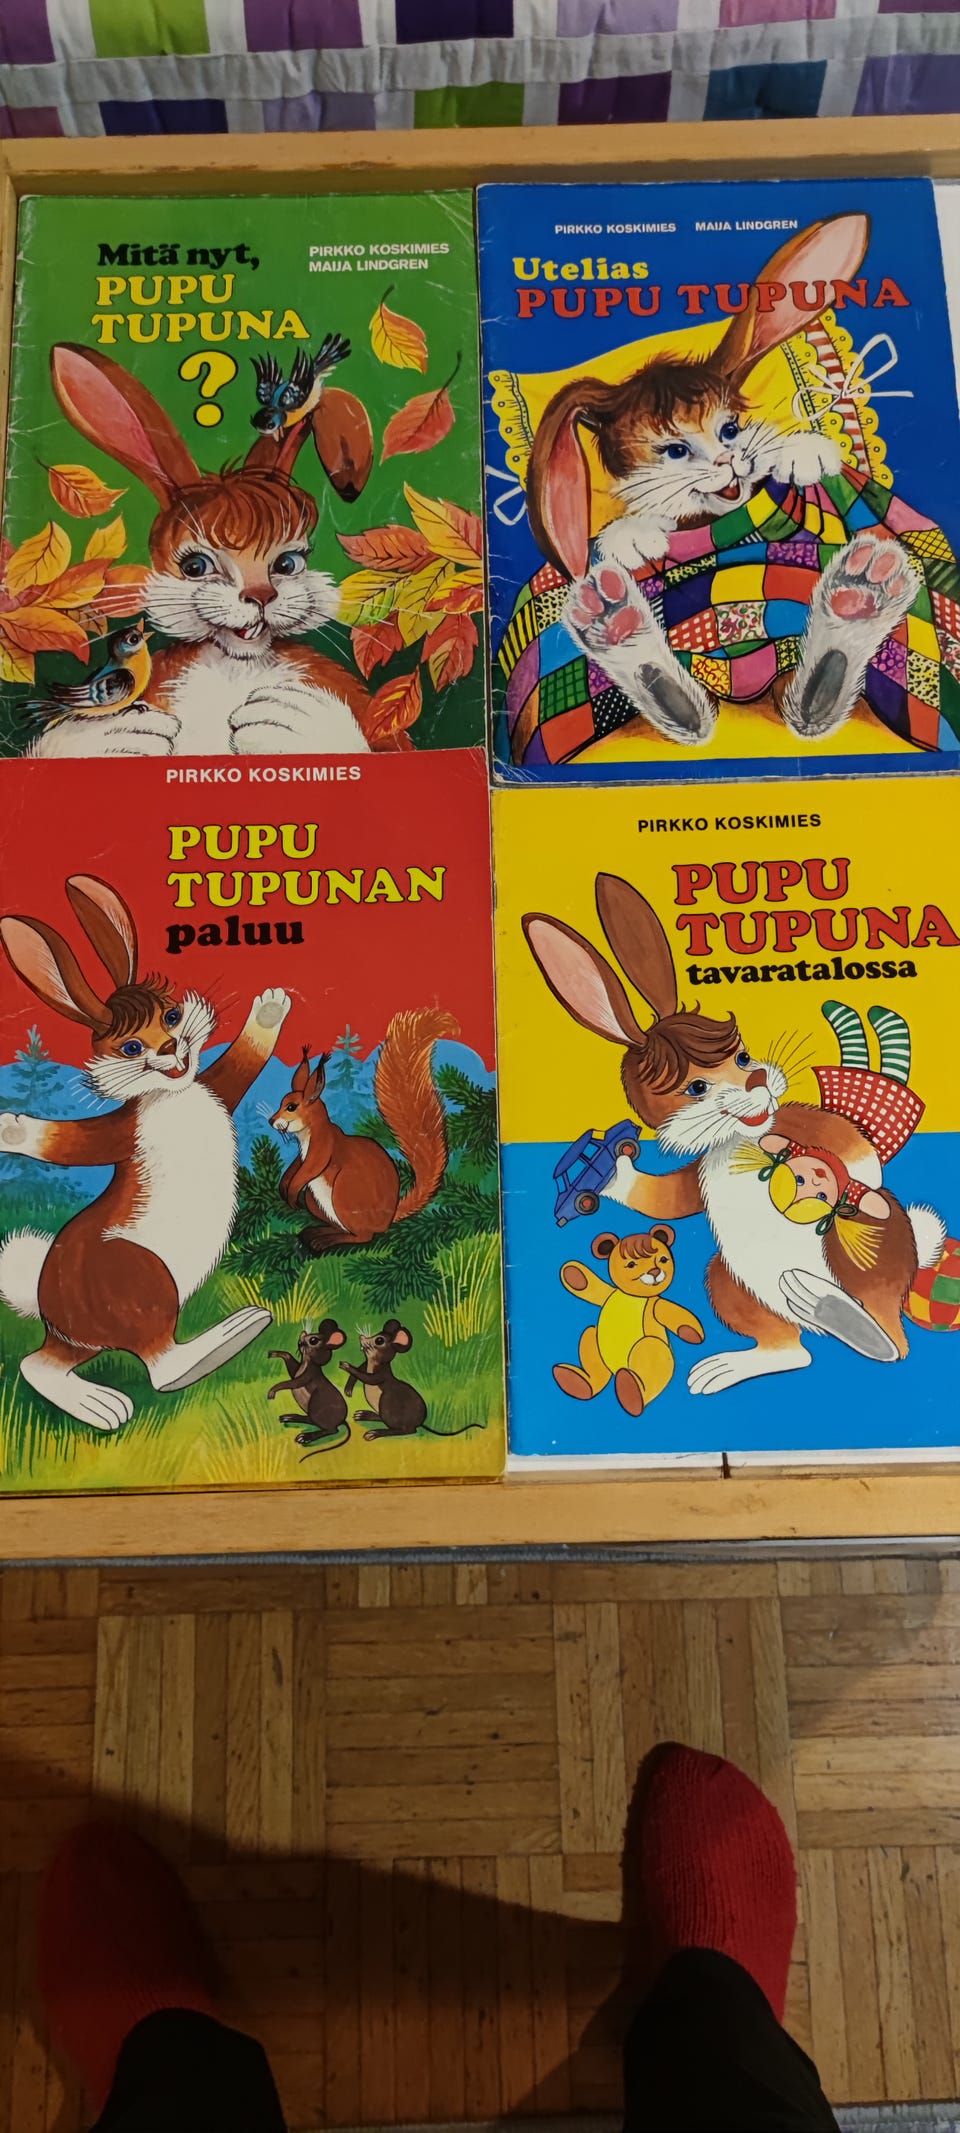 Mitä nyt,
PUPU
TUPUNA
?
PIRKKO KOSKIMIES
MAIJA LINDGREN
PIRKKO KOSKIMIES MAIJA LINDGREN
Utelias
PUPU TUPUNA
PIRKKO KOSKIMIES
PUPU
TUPUNAN
paluu
PIRKKO KOSKIMIES
PUPU
TUPUNA
tavaratalossa